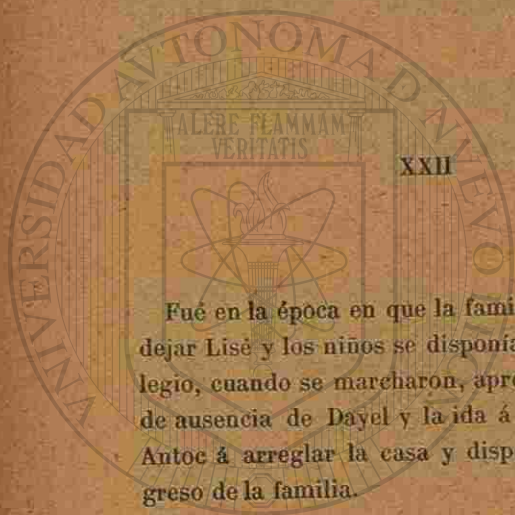 UNIVERSIDAD AUTONOMA DE NUEVO
ALERE FLAMMAM
VERITATIS
XXII
Fué en la época en que la fami
dejar Lisé y los niños se disponía
legio, cuando se marcharon, apro
de ausencia de Dayel y la ida á
Antoc á arreglar la casa y disp
greso de la familia.